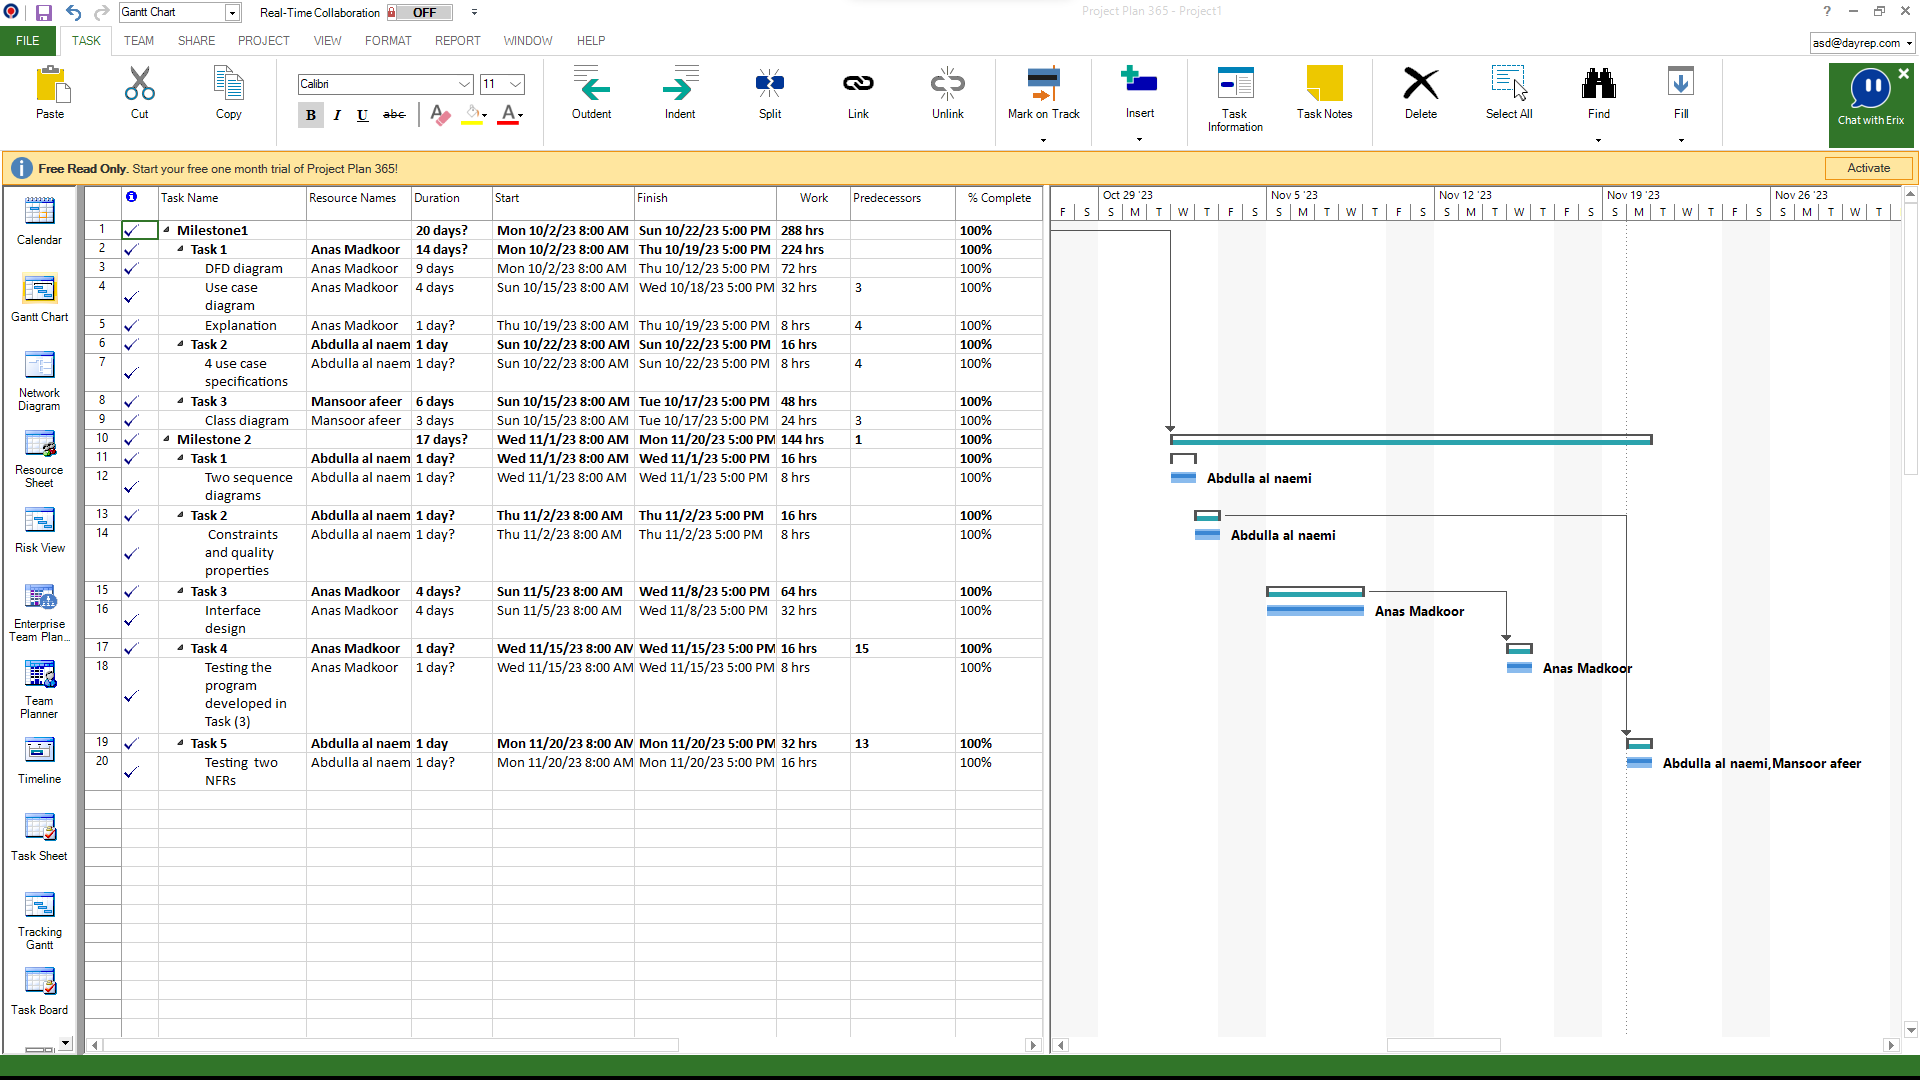 Gantt Chart
Real-Time Collaboration
OFF
Project Plan 365 - Project1
FILE TASK TEAM SHARE PROJECT VIEW FORMAT REPORT WINDOW HELP
asd@dayrep.com
Calibri 11
B I U abc A A
Paste Cut Copy Outdent Indent Split Link Unlink Mark on Track Insert Task Information Task Notes Delete Select All Find Fill
Chat with Erix
Free Read Only. Start your free one month trial of Project Plan 365!
Activate
Calendar
Gantt Chart
Network
Diagram
Resource
Sheet
Risk View
Enterprise
Team Plan...
Team
Planner
Timeline
Task Sheet
Tracking
Gantt
Task Board
Task Name Resource Names Duration Start Finish Work Predecessors % Complete
1 Milestone1 20 days? Mon 10/2/23 8:00 AM Sun 10/22/23 5:00 PM 288 hrs 100%
2 Task 1 Anas Madkoor 14 days? Mon 10/2/23 8:00 AM Thu 10/19/23 5:00 PM 224 hrs 100%
3 DFD diagram Anas Madkoor 9 days Mon 10/2/23 8:00 AM Thu 10/12/23 5:00 PM 72 hrs 100%
4 Use case diagram Anas Madkoor 4 days Sun 10/15/23 8:00 AM Wed 10/18/23 5:00 PM 32 hrs 3 100%
5 Explanation Anas Madkoor 1 day? Thu 10/19/23 8:00 AM Thu 10/19/23 5:00 PM 8 hrs 4 100%
6 Task 2 Abdulla al naem 1 day Sun 10/22/23 8:00 AM Sun 10/22/23 5:00 PM 16 hrs 100%
7 4 use case specifications Abdulla al naem 1 day? Sun 10/22/23 8:00 AM Sun 10/22/23 5:00 PM 8 hrs 4 100%
8 Task 3 Mansoor afeer 6 days Sun 10/15/23 8:00 AM Tue 10/17/23 5:00 PM 48 hrs 100%
9 Class diagram Mansoor afeer 3 days Sun 10/15/23 8:00 AM Tue 10/17/23 5:00 PM 24 hrs 3 100%
10 Milestone 2 17 days? Wed 11/1/23 8:00 AM Mon 11/20/23 5:00 PM 144 hrs 1 100%
11 Task 1 Abdulla al naem 1 day? Wed 11/1/23 8:00 AM Wed 11/1/23 5:00 PM 16 hrs 100%
12 Two sequence diagrams Abdulla al naem 1 day? Wed 11/1/23 8:00 AM Wed 11/1/23 5:00 PM 8 hrs 100%
13 Task 2 Abdulla al naem 1 day? Thu 11/2/23 8:00 AM Thu 11/2/23 5:00 PM 16 hrs 100%
14 Constraints and quality properties Abdulla al naem 1 day? Thu 11/2/23 8:00 AM Thu 11/2/23 5:00 PM 8 hrs 100%
15 Task 3 Anas Madkoor 4 days? Sun 11/5/23 8:00 AM Wed 11/8/23 5:00 PM 64 hrs 100%
16 Interface design Anas Madkoor 4 days Sun 11/5/23 8:00 AM Wed 11/8/23 5:00 PM 32 hrs 100%
17 Task 4 Anas Madkoor 1 day? Wed 11/15/23 8:00 AM Wed 11/15/23 5:00 PM 16 hrs 15 100%
18 Testing the program developed in Task (3) Anas Madkoor 1 day? Wed 11/15/23 8:00 AM Wed 11/15/23 5:00 PM 8 hrs 100%
19 Task 5 Abdulla al naem 1 day Mon 11/20/23 8:00 AM Mon 11/20/23 5:00 PM 32 hrs 13 100%
20 Testing two NFRs Abdulla al naem 1 day? Mon 11/20/23 8:00 AM Mon 11/20/23 5:00 PM 16 hrs 100%
Oct 29 '23 Nov 5 '23 Nov 12 '23 Nov 19 '23 Nov 26 '23
F S S M T W T F S S M T W T F S S M T W T F S S M T W T F S S M T W T
Abdulla al naemi
Abdulla al naemi
Anas Madkoor
Anas Madkoor
Abdulla al naemi,Mansoor afeer